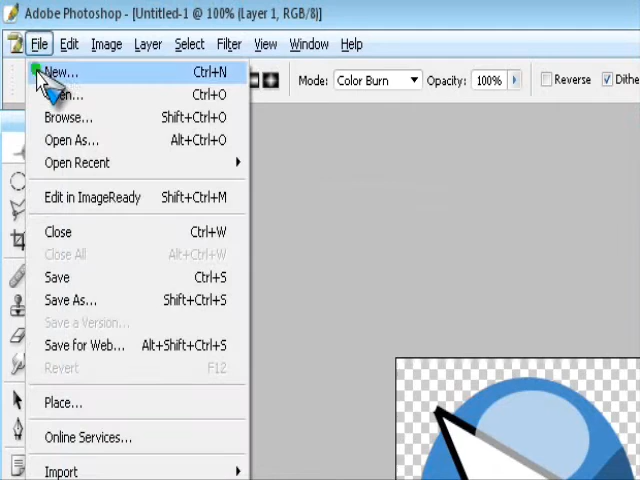 Adobe Photoshop - [Untitled-1 @ 100% (Layer 1, RGB/8)]
File Edit Image Layer Select Filter View Window Help
Mode: Color Burn Opacity: 100% Reverse Dithe
New... Ctrl+N
Ctrl+O
Browse... Shift+Ctrl+O
Open As... Alt+Ctrl+O
Open Recent
Edit in ImageReady Shift+Ctrl+M
Close Ctrl+W
Close All Alt+Ctrl+W
Save Ctrl+S
Save As... Shift+Ctrl+S
Save a Version...
Save for Web... Alt+Shift+Ctrl+S
Revert F12
Place...
Online Services...
Import